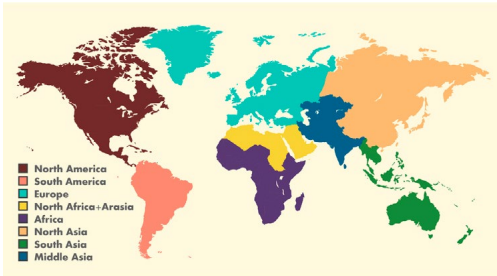 North America
South America
Europe
North Africa+Arasia
Africa
North Asia
South Asia
Middle Asia